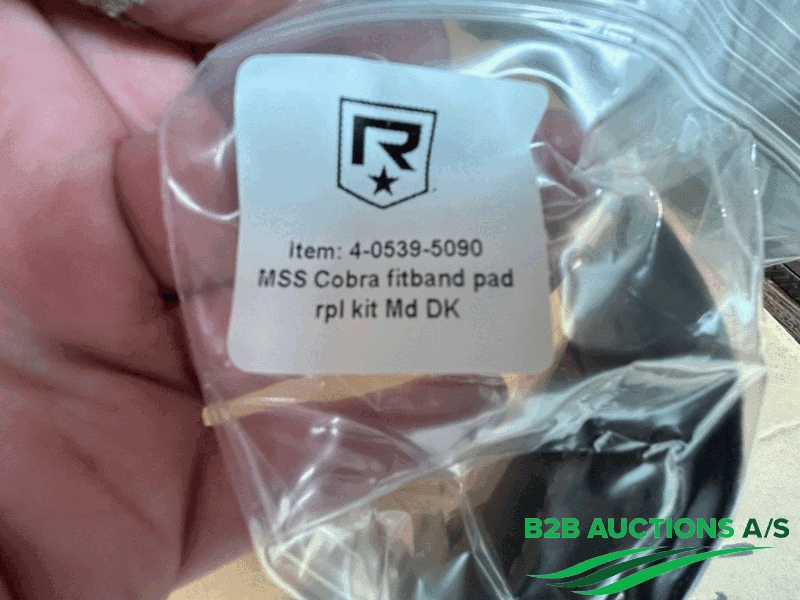 R
item: 4-0539-5090
MSS Cobra fitband pad
rpl kit Md DK
B2B AUCTIONS A/S